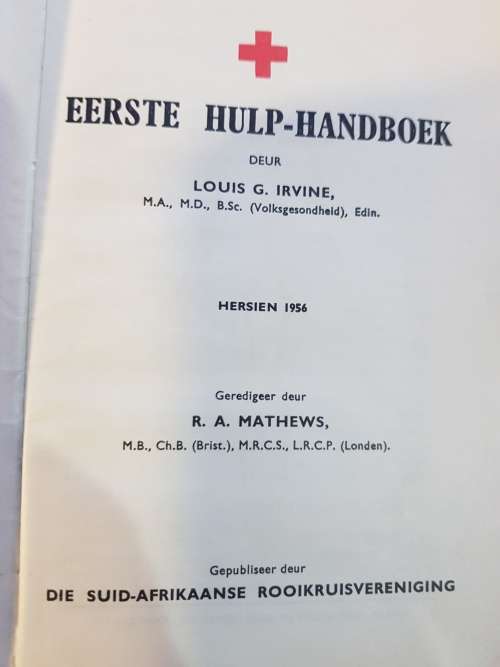 EERSTE HULP-HANDBOEK
DEUR
LOUIS G. IRVINE,
M.A., M.D., B.Sc. (Volksgesondheid), Edin.
HERSIEN 1956
Geredigeer deur
R. A. MATHEWS,
M.B., Ch.B. (Brist.), M.R.C.S., L.R.C.P. (Londen).
Gepubliseer deur
DIE SUID-AFRIKAANSE ROOIKRUISVERENIGING